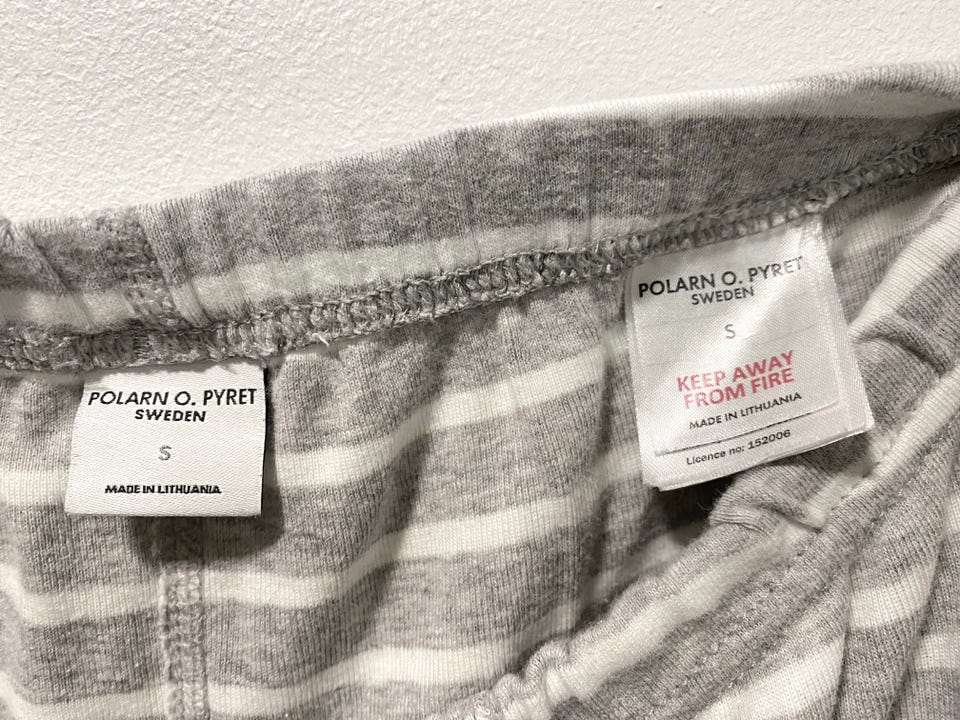 POLARN O. PYRET
SWEDEN
S
MADE IN LITHUANIA
POLARN O. PYRET
SWEDEN
S
KEEP AWAY
FROM FIRE
MADE IN LITHUANIA
Licence no: 152006